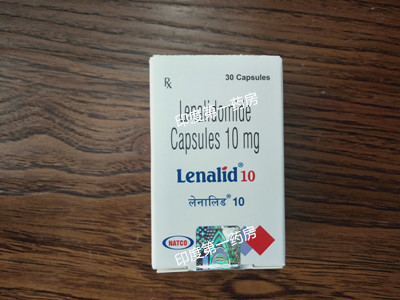 30 Capsules
Rx
Lenalidomide
Capsules 10 mg
印度第一药房
Lenalid® 10
लेनालिड® 10
NATCO
印度第一药房